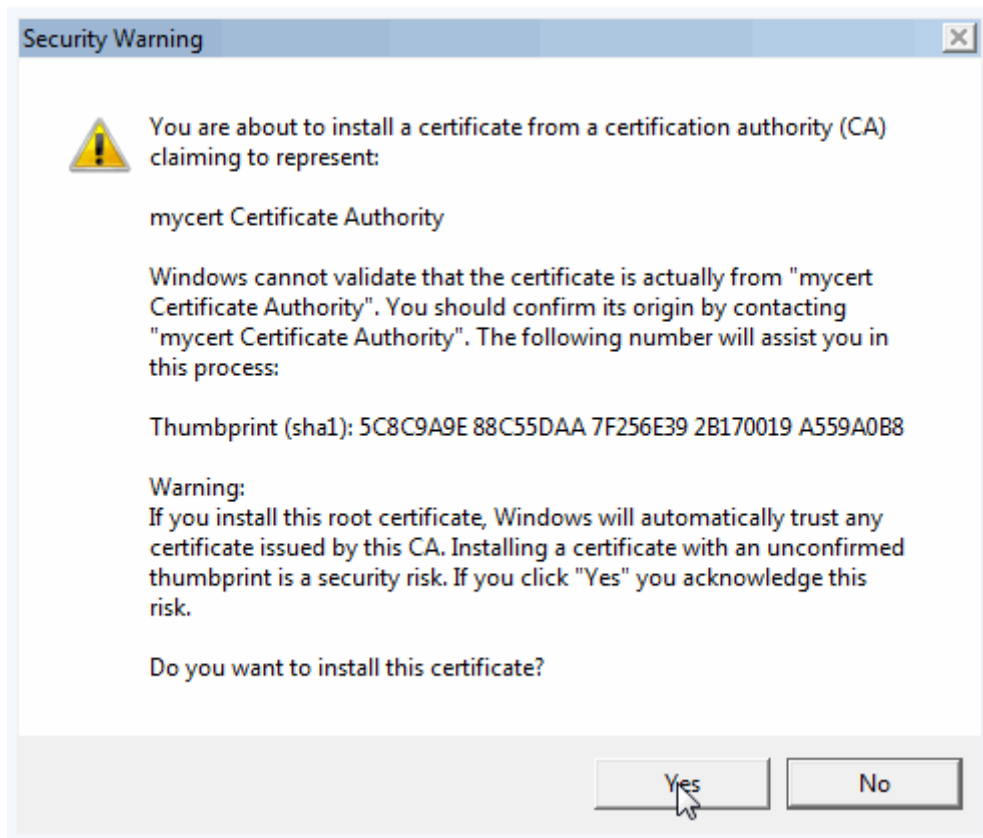 Security Warning
You are about to install a certificate from a certification authority (CA)
claiming to represent:
mycert Certificate Authority
Windows cannot validate that the certificate is actually from "mycert
Certificate Authority". You should confirm its origin by contacting
"mycert Certificate Authority". The following number will assist you in
this process:
Thumbprint (sha1): 5C8C9A9E 88C55DAA 7F256E39 2B170019 A559A0B8
Warning:
If you install this root certificate, Windows will automatically trust any
certificate issued by this CA. Installing a certificate with an unconfirmed
thumbprint is a security risk. If you click "Yes" you acknowledge this
risk.
Do you want to install this certificate?
Yes
No